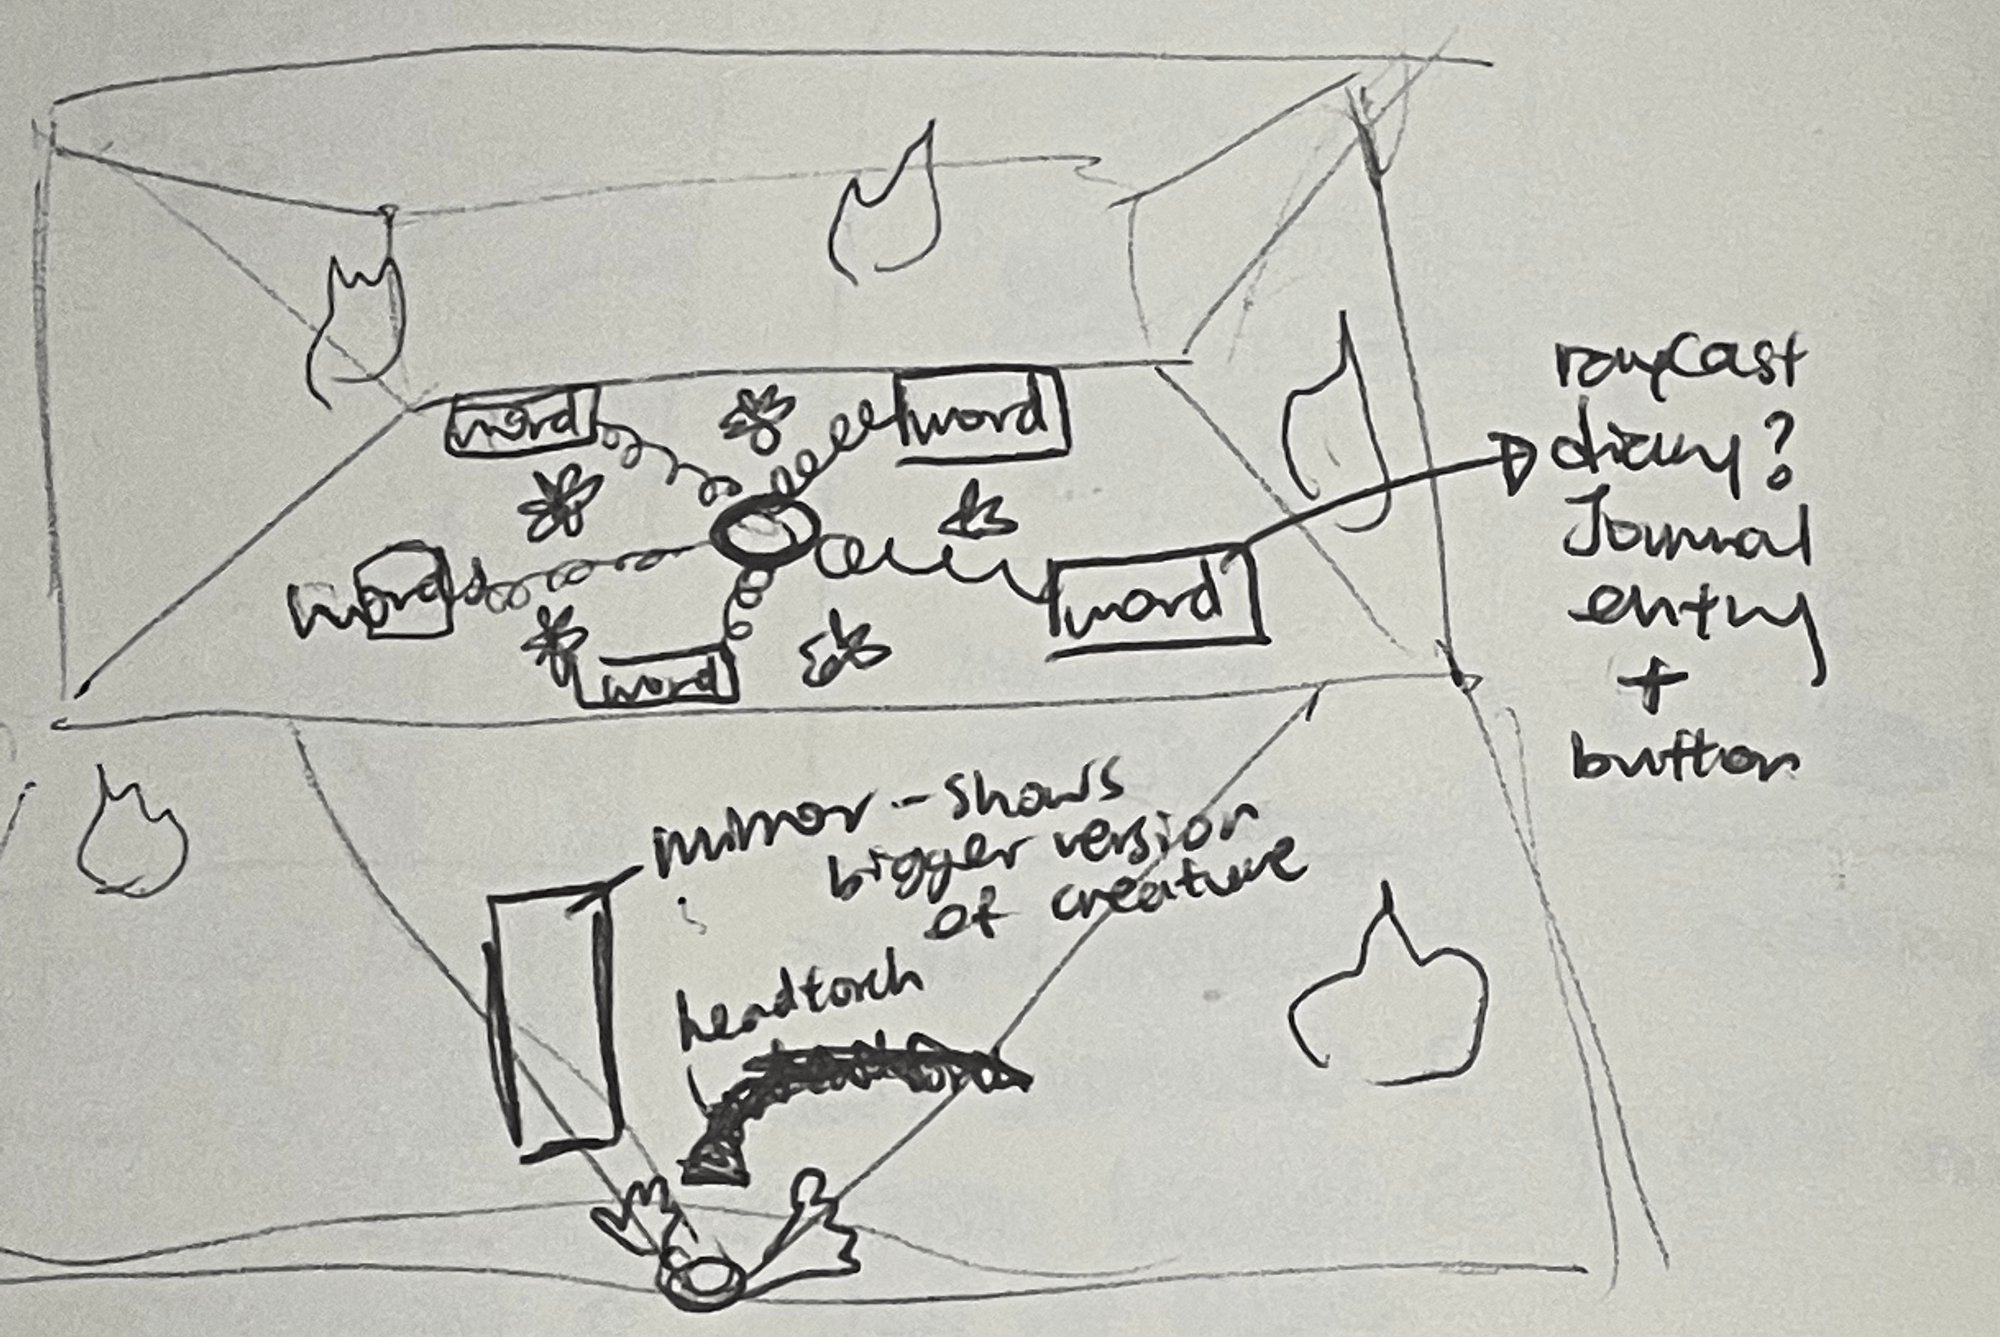 word
word
word
word
word
raycast
diary?
Journal
entry
+
button
mirror - shows
bigger version
of creature
headtorch